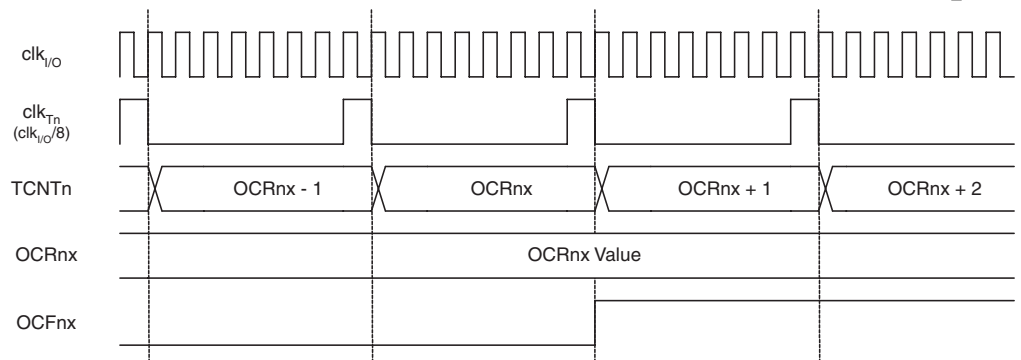 clkI/O
clkTn
(clkI/O/8)
TCNTn
OCRnx - 1
OCRnx
OCRnx + 1
OCRnx + 2
OCRnx
OCRnx Value
OCFnx